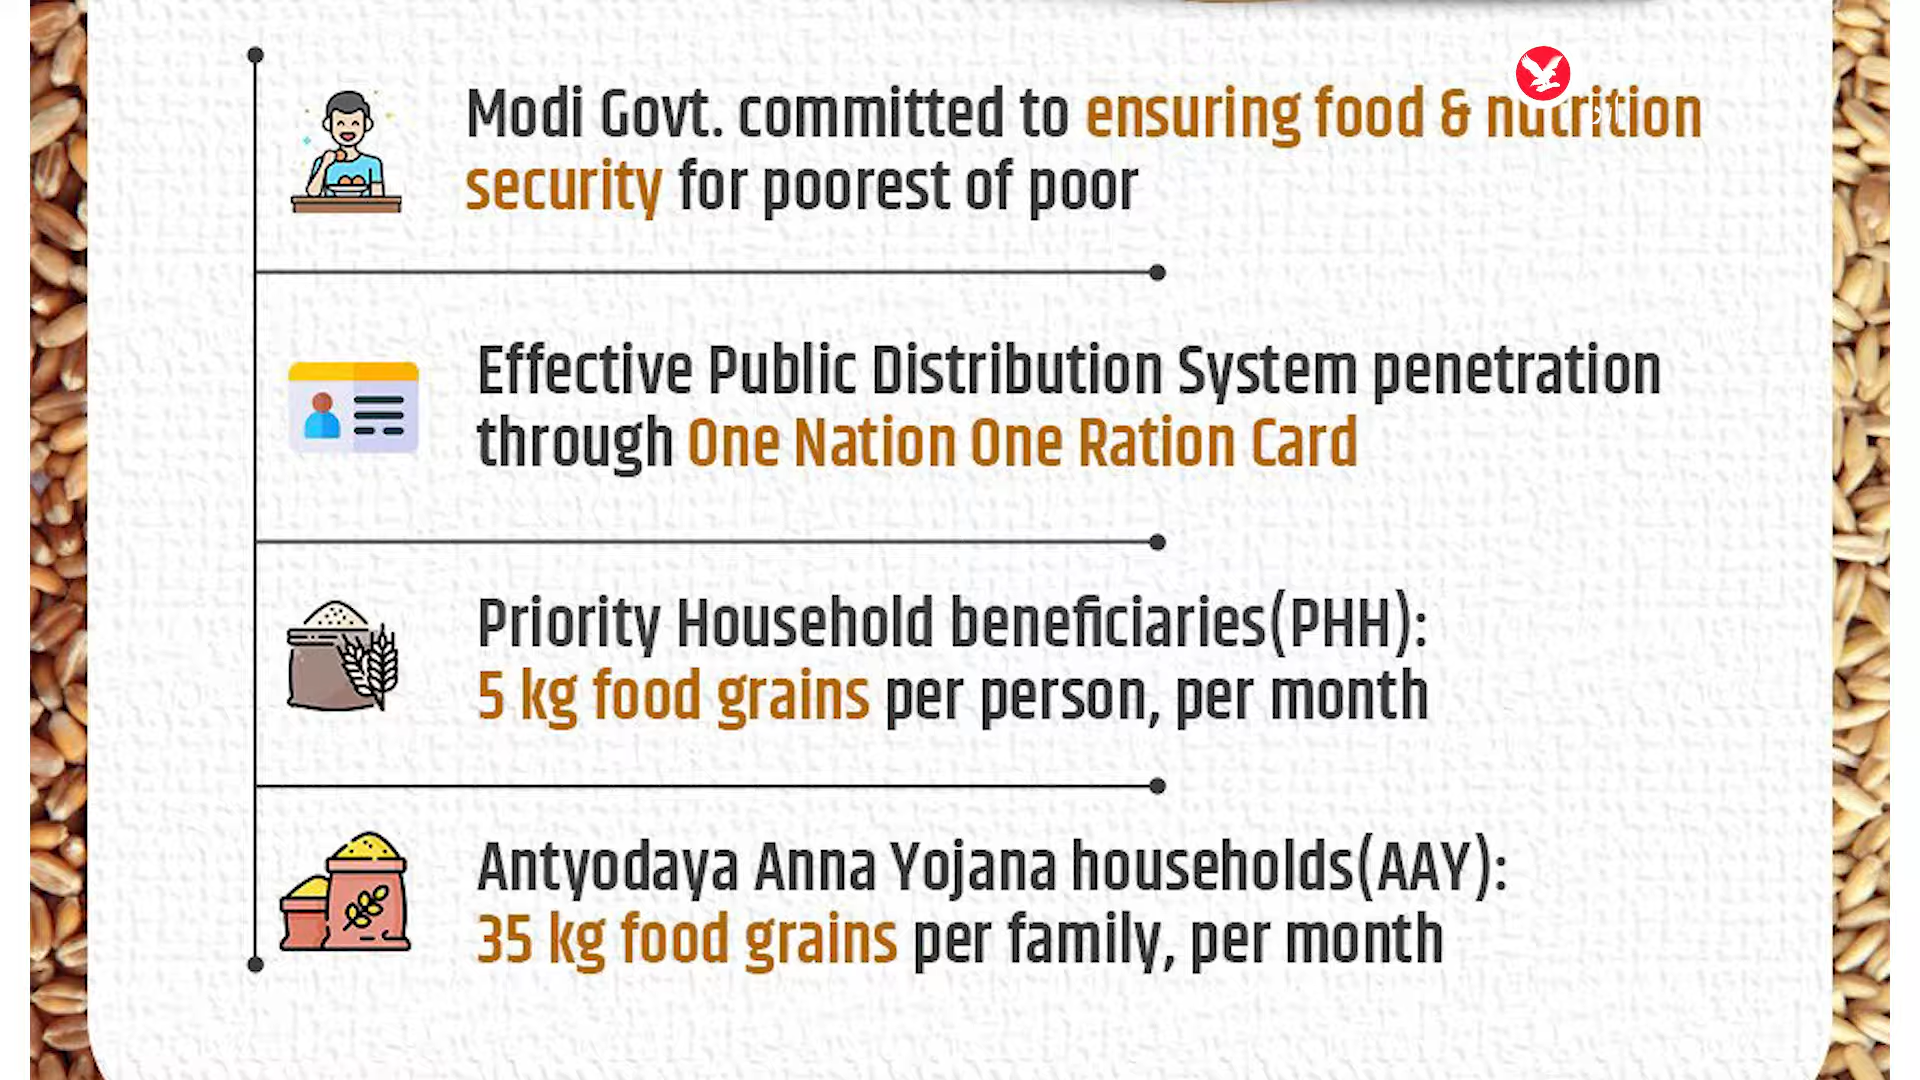 Modi Govt. committed to ensuring food & nutrition
security for poorest of poor
Effective Public Distribution System penetration
through One Nation One Ration Card
Priority Household beneficiaries(PHH):
5 kg food grains per person, per month
Antyodaya Anna Yojana households(AAY):
35 kg food grains per family, per month